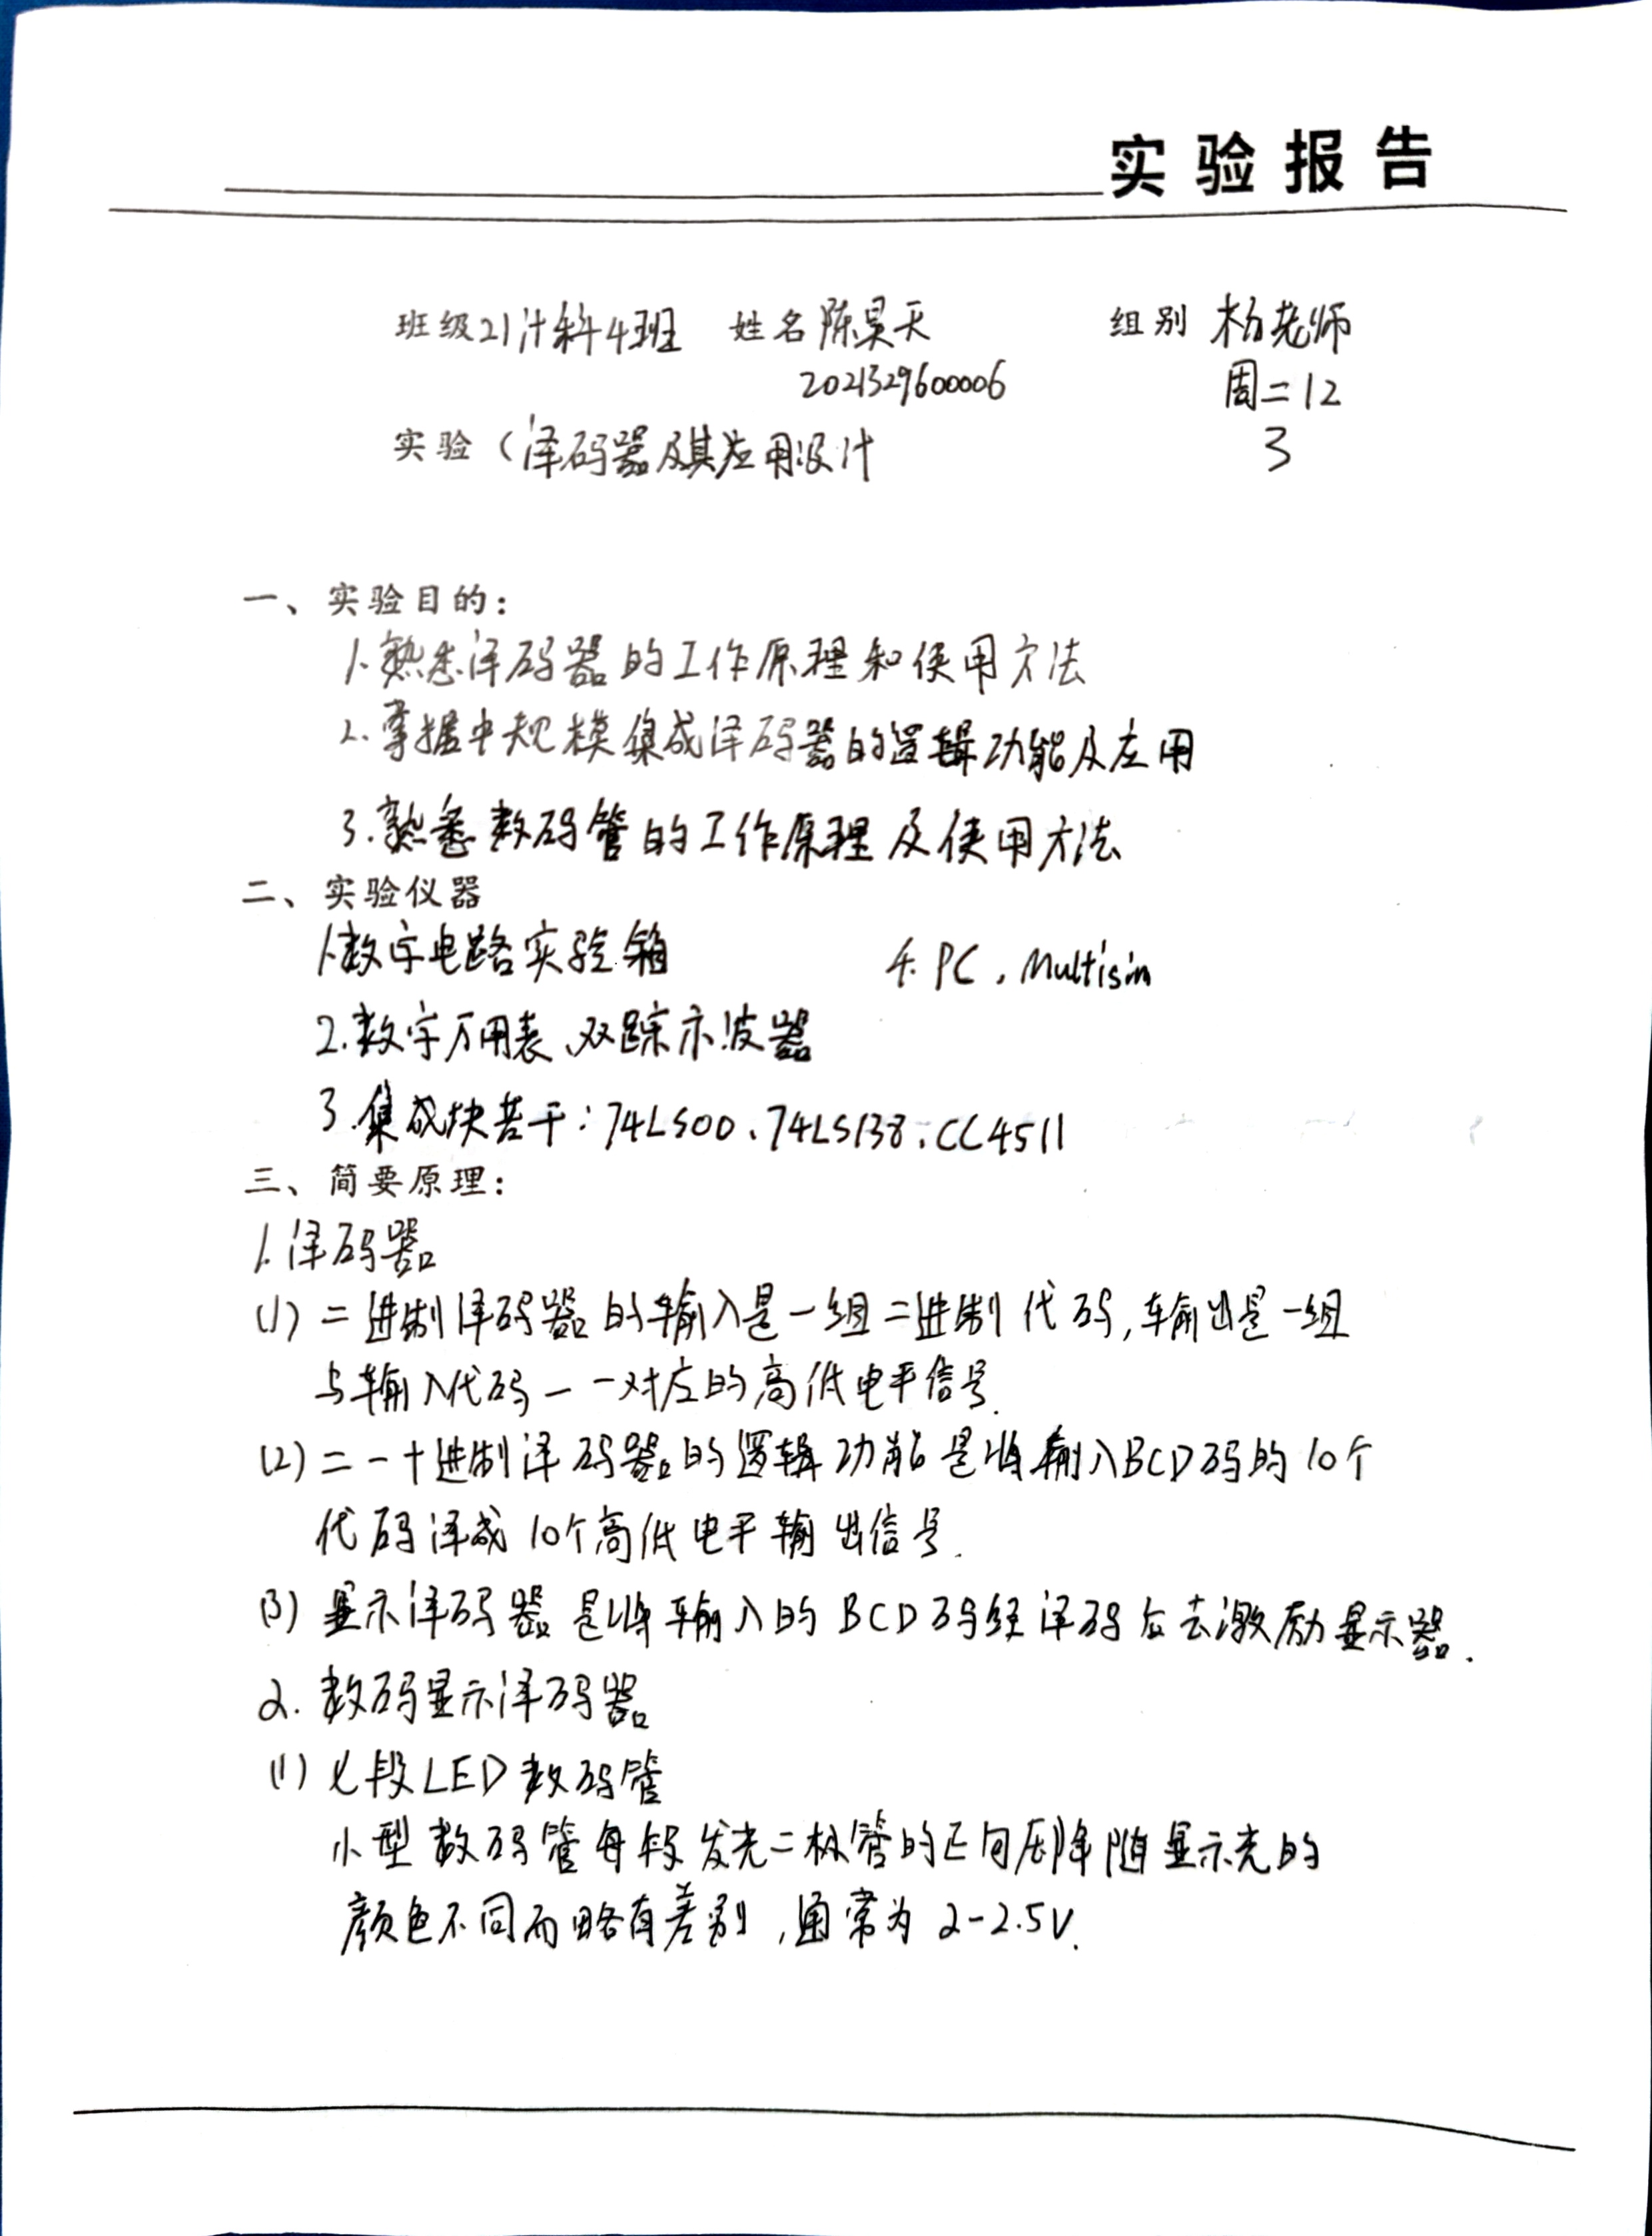 实验报告
班级21计科4班 姓名陈昊天 组别 杨老师
2021329600006 周二12
实验(译码器及其应用设计 3
一、实验目的:
1.熟悉译码器的工作原理和使用方法
2.掌握中规模集成译码器的逻辑功能及应用
3.熟悉数码管的工作原理及使用方法
二、实验仪器
1.数字电路实验箱 4.PC、Multisim
2.数字万用表、双踪示波器
3.集成块若干:74LS00、74LS138、CC4511
三、简要原理:
1.译码器
(1)二进制译码器的输入是一组二进制代码,输出是一组
与输入代码一一对应的高低电平信号.
(2)二一十进制译码器的逻辑功能是将输入BCD码的10个
代码译成10个高低电平输出信号.
(3)显示译码器是将输入的BCD码经译码后去激励显示器.
2.数码显示译码器
(1)七段LED数码管
小型数码管每段发光二极管的正向压降随显示光的
颜色不同而略有差别,通常为2-2.5V.